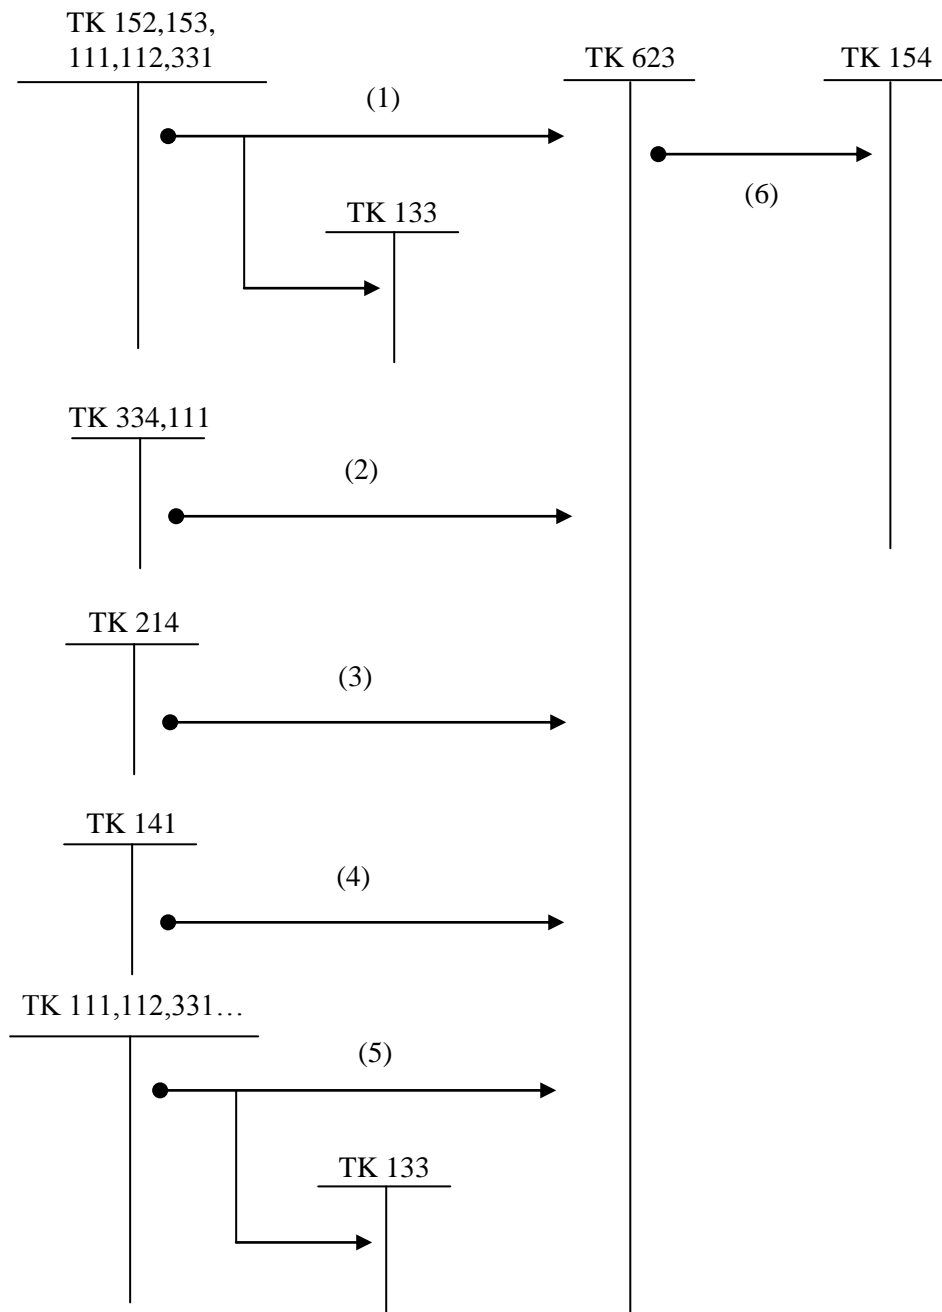 TK 152,153,
111,112,331
TK 623
TK 154
(1)
(6)
TK 133
TK 334,111
(2)
TK 214
(3)
TK 141
(4)
TK 111,112,331…
(5)
TK 133